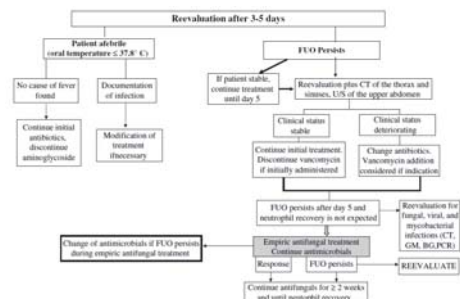 Reevaluation after 3-5 days
Patient afebrile
(oral temperature ≤ 37.8° C)
FUO Persists
No cause of fever
found
Documentation
of infection
If patient stable,
continue treatment
until day 5
Reevaluation plus CT of the thorax and
sinuses, U/S of the upper abdomen
Continue initial
antibiotics,
discontinue
aminoglycoside
Modification of
treatment
ifnecessary
Clinical status
stable
Clinical status
deteriorating
Continue initial treatment.
Discontinue vancomycin
if initially administered
Change antibiotics.
Vancomycin addition
considered if indication
FUO persists after day 5 and
neutrophil recovery is not expected
Reevaluation for
fungal, viral, and
mycobacterial
infections (CT,
GM, BG,PCR)
Empiric antifungal treatment
Continue antimicrobials
Change of antimicrobials if FUO persists
during empiric antifungal treatment
Response
FUO persists
REEVALUATE
Continue antifungals for ≥ 2 weeks
and until neutrophil recovery